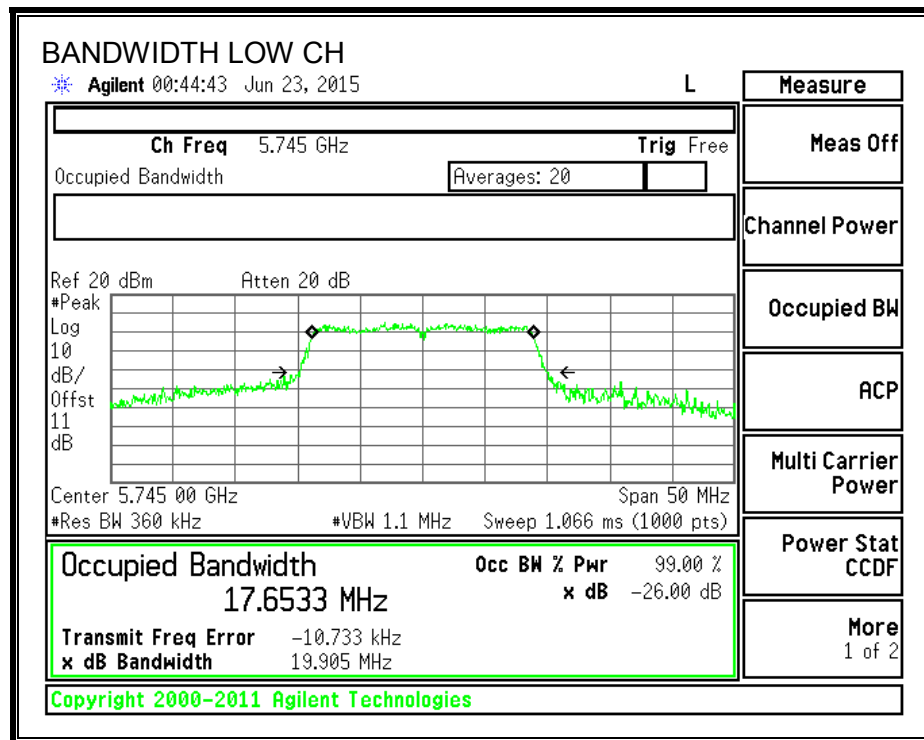 BANDWIDTH LOW CH
Agilent 00:44:43 Jun 23, 2015 L
Measure
Ch Freq 5.745 GHz Trig Free
Meas Off
Occupied Bandwidth Averages: 20
Channel Power
Ref 20 dBm Atten 20 dB
#Peak
Log
10
dB/
Offst
11
dB
Occupied BW
ACP
Multi Carrier
Power
Center 5.745 00 GHz Span 50 MHz
#Res BW 360 kHz #VBW 1.1 MHz Sweep 1.066 ms (1000 pts)
Power Stat
CCDF
Occupied Bandwidth Occ BW % Pwr 99.00 %
17.6533 MHz x dB -26.00 dB
Transmit Freq Error -10.733 kHz
x dB Bandwidth 19.905 MHz
More
1 of 2
Copyright 2000-2011 Agilent Technologies